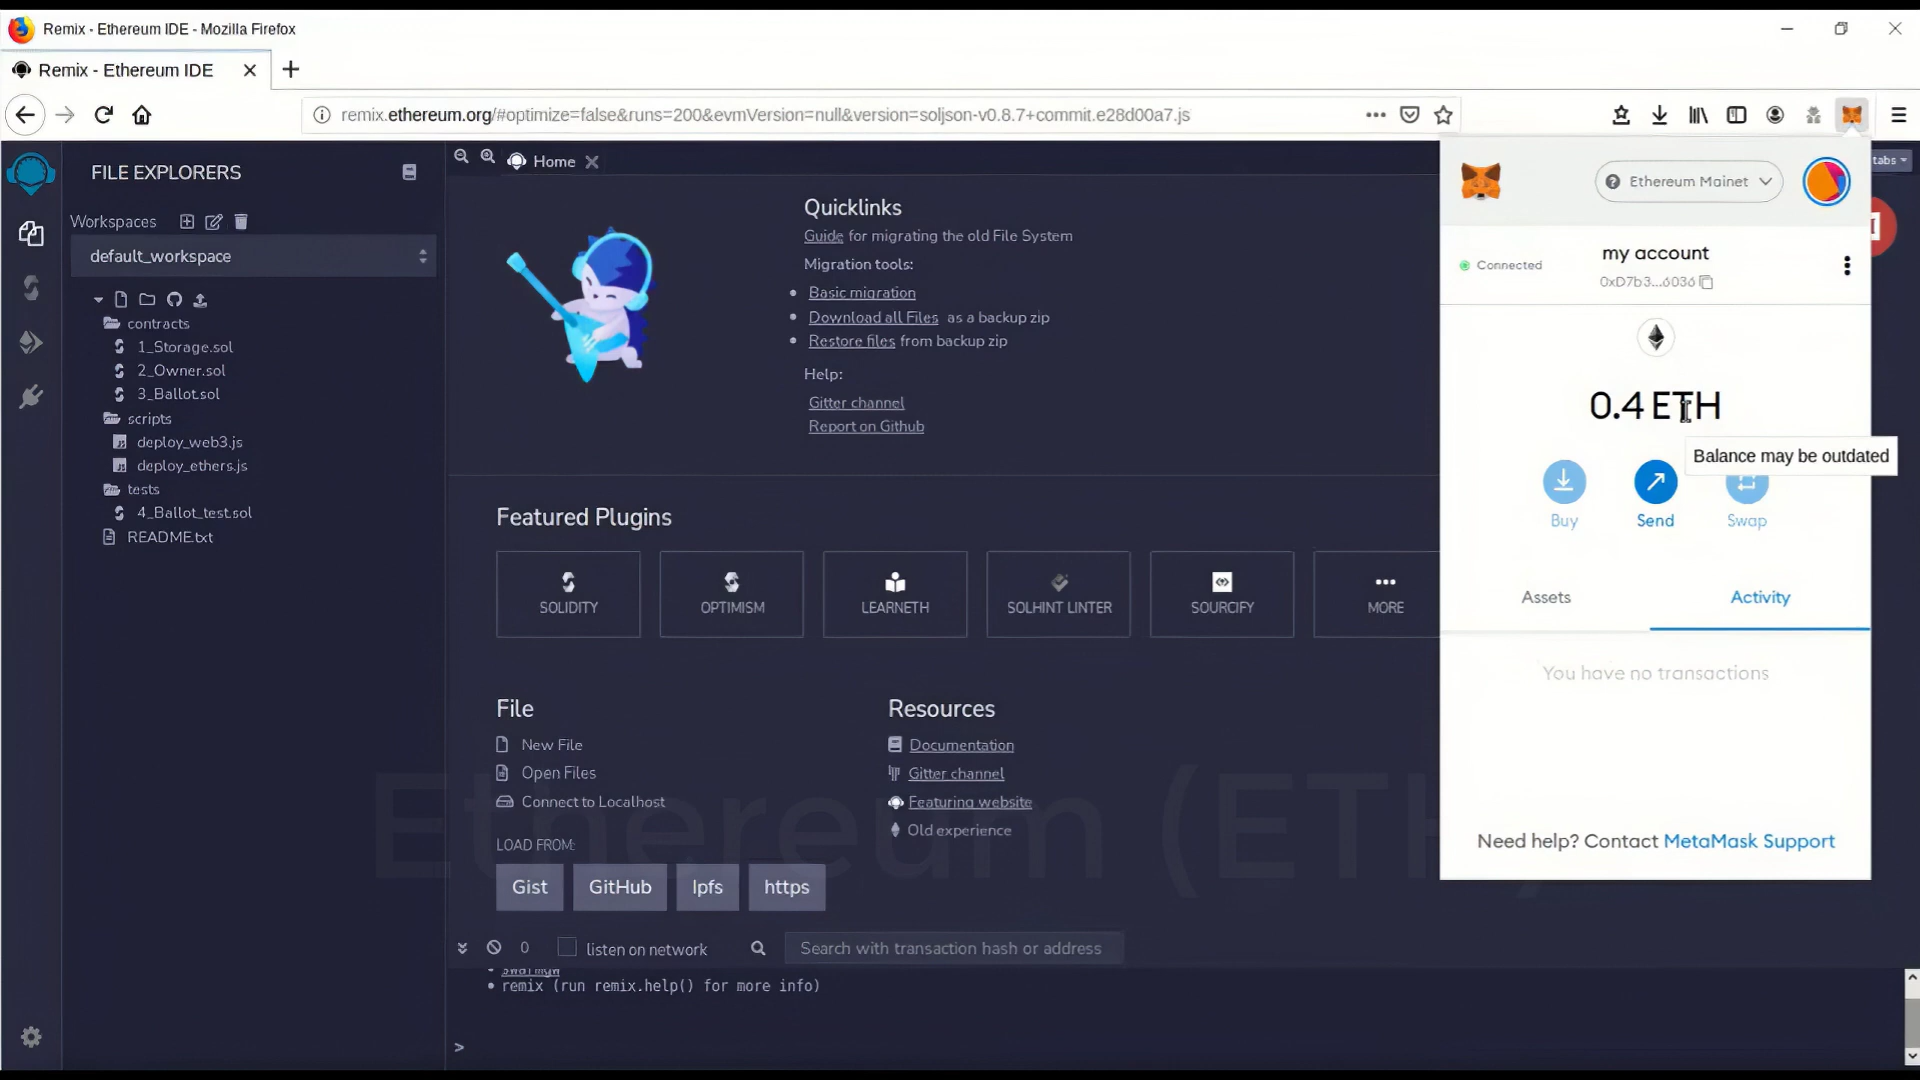 Remix - Ethereum IDE - Mozilla Firefox
Remix - Ethereum IDE
remix.ethereum.org/#optimize=false&runs=200&evmVersion=null&version=soljson-v0.8.7+commit.e28d00a7.js
FILE EXPLORERS
Workspaces
default_workspace
contracts
1_Storage.sol
2_Owner.sol
3_Ballot.sol
scripts
deploy_web3.js
deploy_ethers.js
tests
4_Ballot_test.sol
README.txt
Home
tabs
Quicklinks
Guide for migrating the old File System
Migration tools:
Basic migration
Download all Files as a backup zip
Restore files from backup zip
Help:
Gitter channel
Report on Github
Featured Plugins
SOLIDITY
OPTIMISM
LEARNETH
SOLHINT LINTER
SOURCIFY
MORE
File
New File
Open Files
Connect to Localhost
LOAD FROM:
Gist
GitHub
Ipfs
https
Resources
Documentation
Gitter channel
Featuring website
Old experience
Ethereum (ETH)
0
listen on network
Search with transaction hash or address
swarmgw
remix (run remix.help() for more info)
>
Ethereum Mainnet
Connected
my account
0xD7b3...6036
0.4 ETH
Balance may be outdated
Buy
Send
Swap
Assets
Activity
You have no transactions
Need help? Contact MetaMask Support